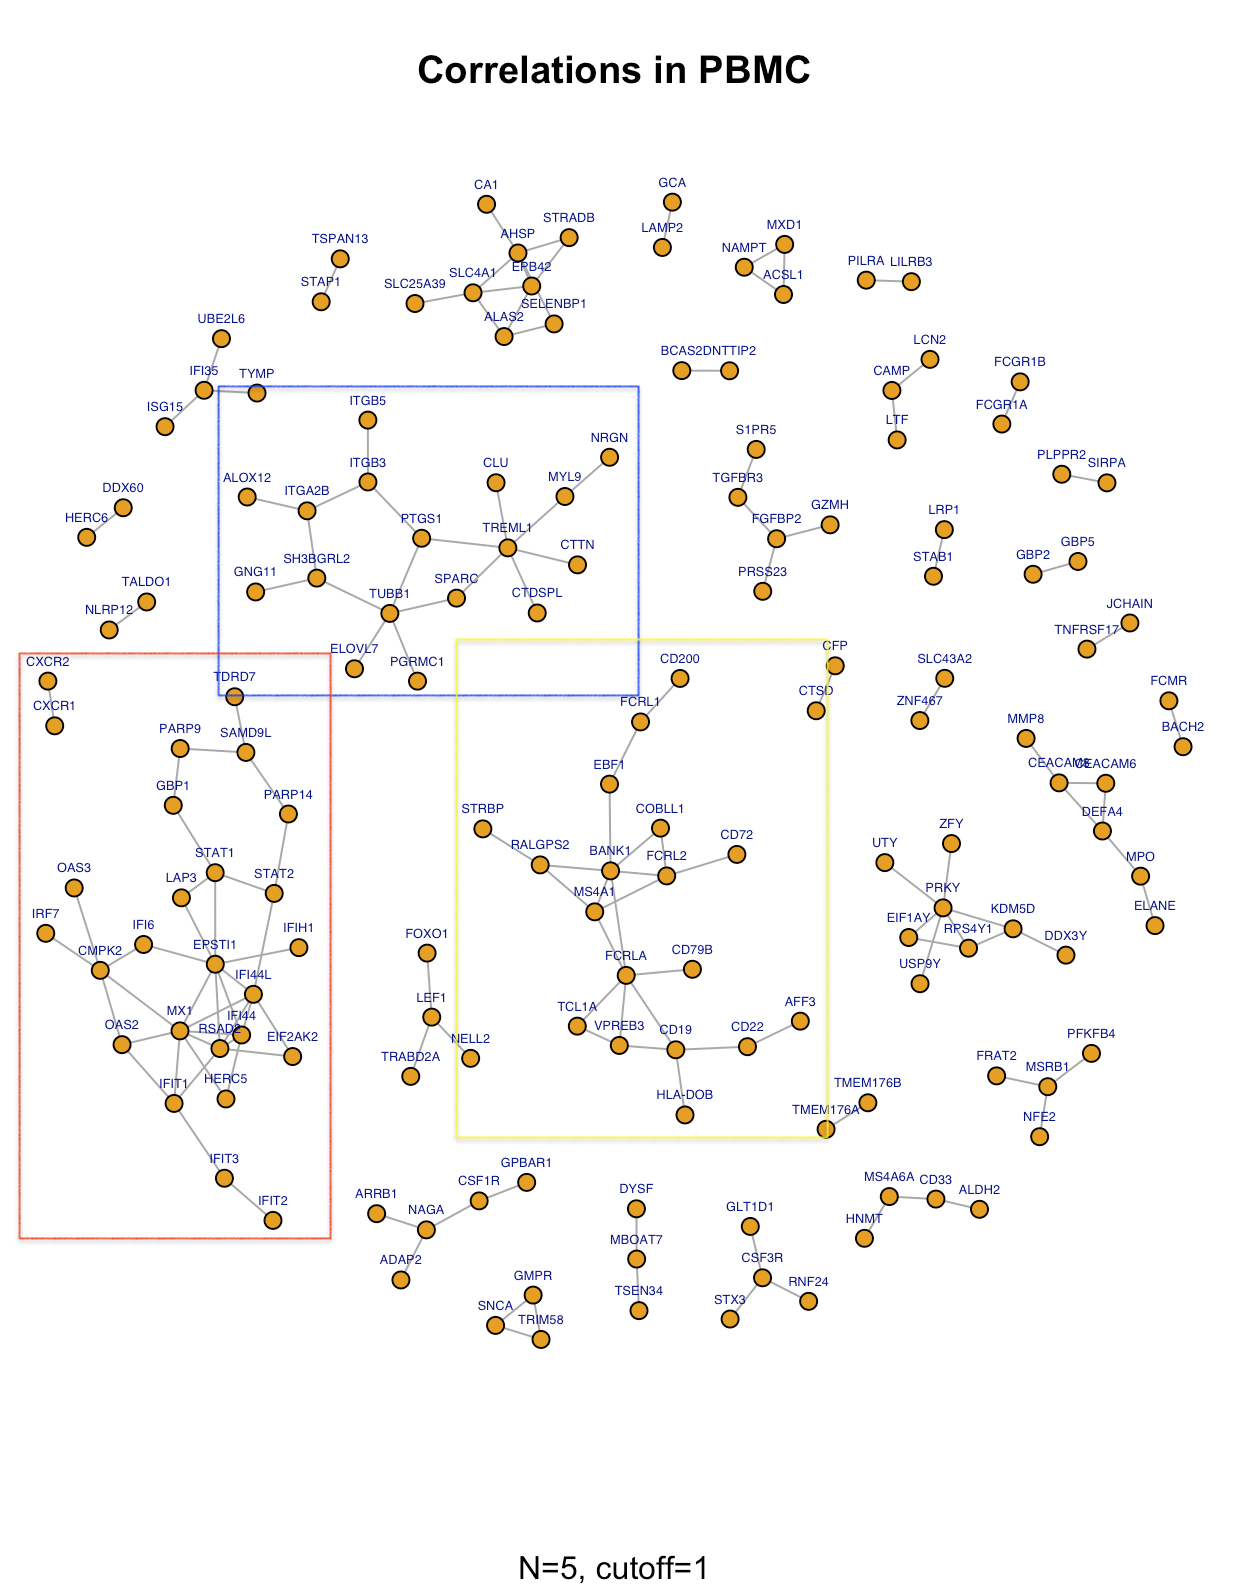 Correlations in PBMC
CA1
GCA
STRADB
MXD1
AHSP
LAMP2
TSPAN13
NAMPT
EPB42
PILRA
LILRB3
SLC4A1
ACSL1
STAP1
SLC25A39
SELENBP1
ALAS2
UBE2L6
LCN2
BCAS2
DNTTIP2
FCGR1B
IFI35
TYMP
CAMP
ITGB5
FCGR1A
ISG15
LTF
S1PR5
NRGN
PLPPR2
SIRPA
ITGB3
CLU
ALOX12
TGFBR3
MYL9
DDX60
ITGA2B
GZMH
LRP1
HERC6
PTGS1
FGFBP2
TREML1
GBP5
CTTN
GBP2
SH3BGRL2
STAB1
GNG11
PRSS23
SPARC
TALDO1
TUBB1
CTDSPL
JCHAIN
NLRP12
TNFRSF17
ELOVL7
CFP
CXCR2
PGRMC1
CD200
SLC43A2
TDRD7
FCMR
CTSD
FCRL1
ZNF467
CXCR1
MMP8
BACH2
PARP9
SAMD9L
EBF1
CEACAM8
CEACAM6
GBP1
PARP14
STRBP
COBLL1
DEFA4
ZFY
CD72
UTY
RALGPS2
BANK1
STAT1
FCRL2
MPO
OAS3
STAT2
LAP3
MS4A1
PRKY
ELANE
IRF7
IFI6
IFIH1
KDM5D
EIF1AY
RPS4Y1
FOXO1
DDX3Y
CMPK2
EPSTI1
CD79B
FCRLA
USP9Y
IFI44L
LEF1
AFF3
TCL1A
MX1
IFI44
OAS2
RSAD2
VPREB3
CD19
CD22
EIF2AK2
NELL2
PFKFB4
TRABD2A
FRAT2
MSRB1
IFIT1
HERC5
TMEM176B
HLA-DOB
TMEM176A
NFE2
IFIT3
GPBAR1
CSF1R
MS4A6A
CD33
DYSF
ALDH2
ARRB1
IFIT2
NAGA
GLT1D1
HNMT
MBOAT7
ADAP2
CSF3R
GMPR
RNF24
TSEN34
STX3
SNCA
TRIM58
N=5, cutoff=1